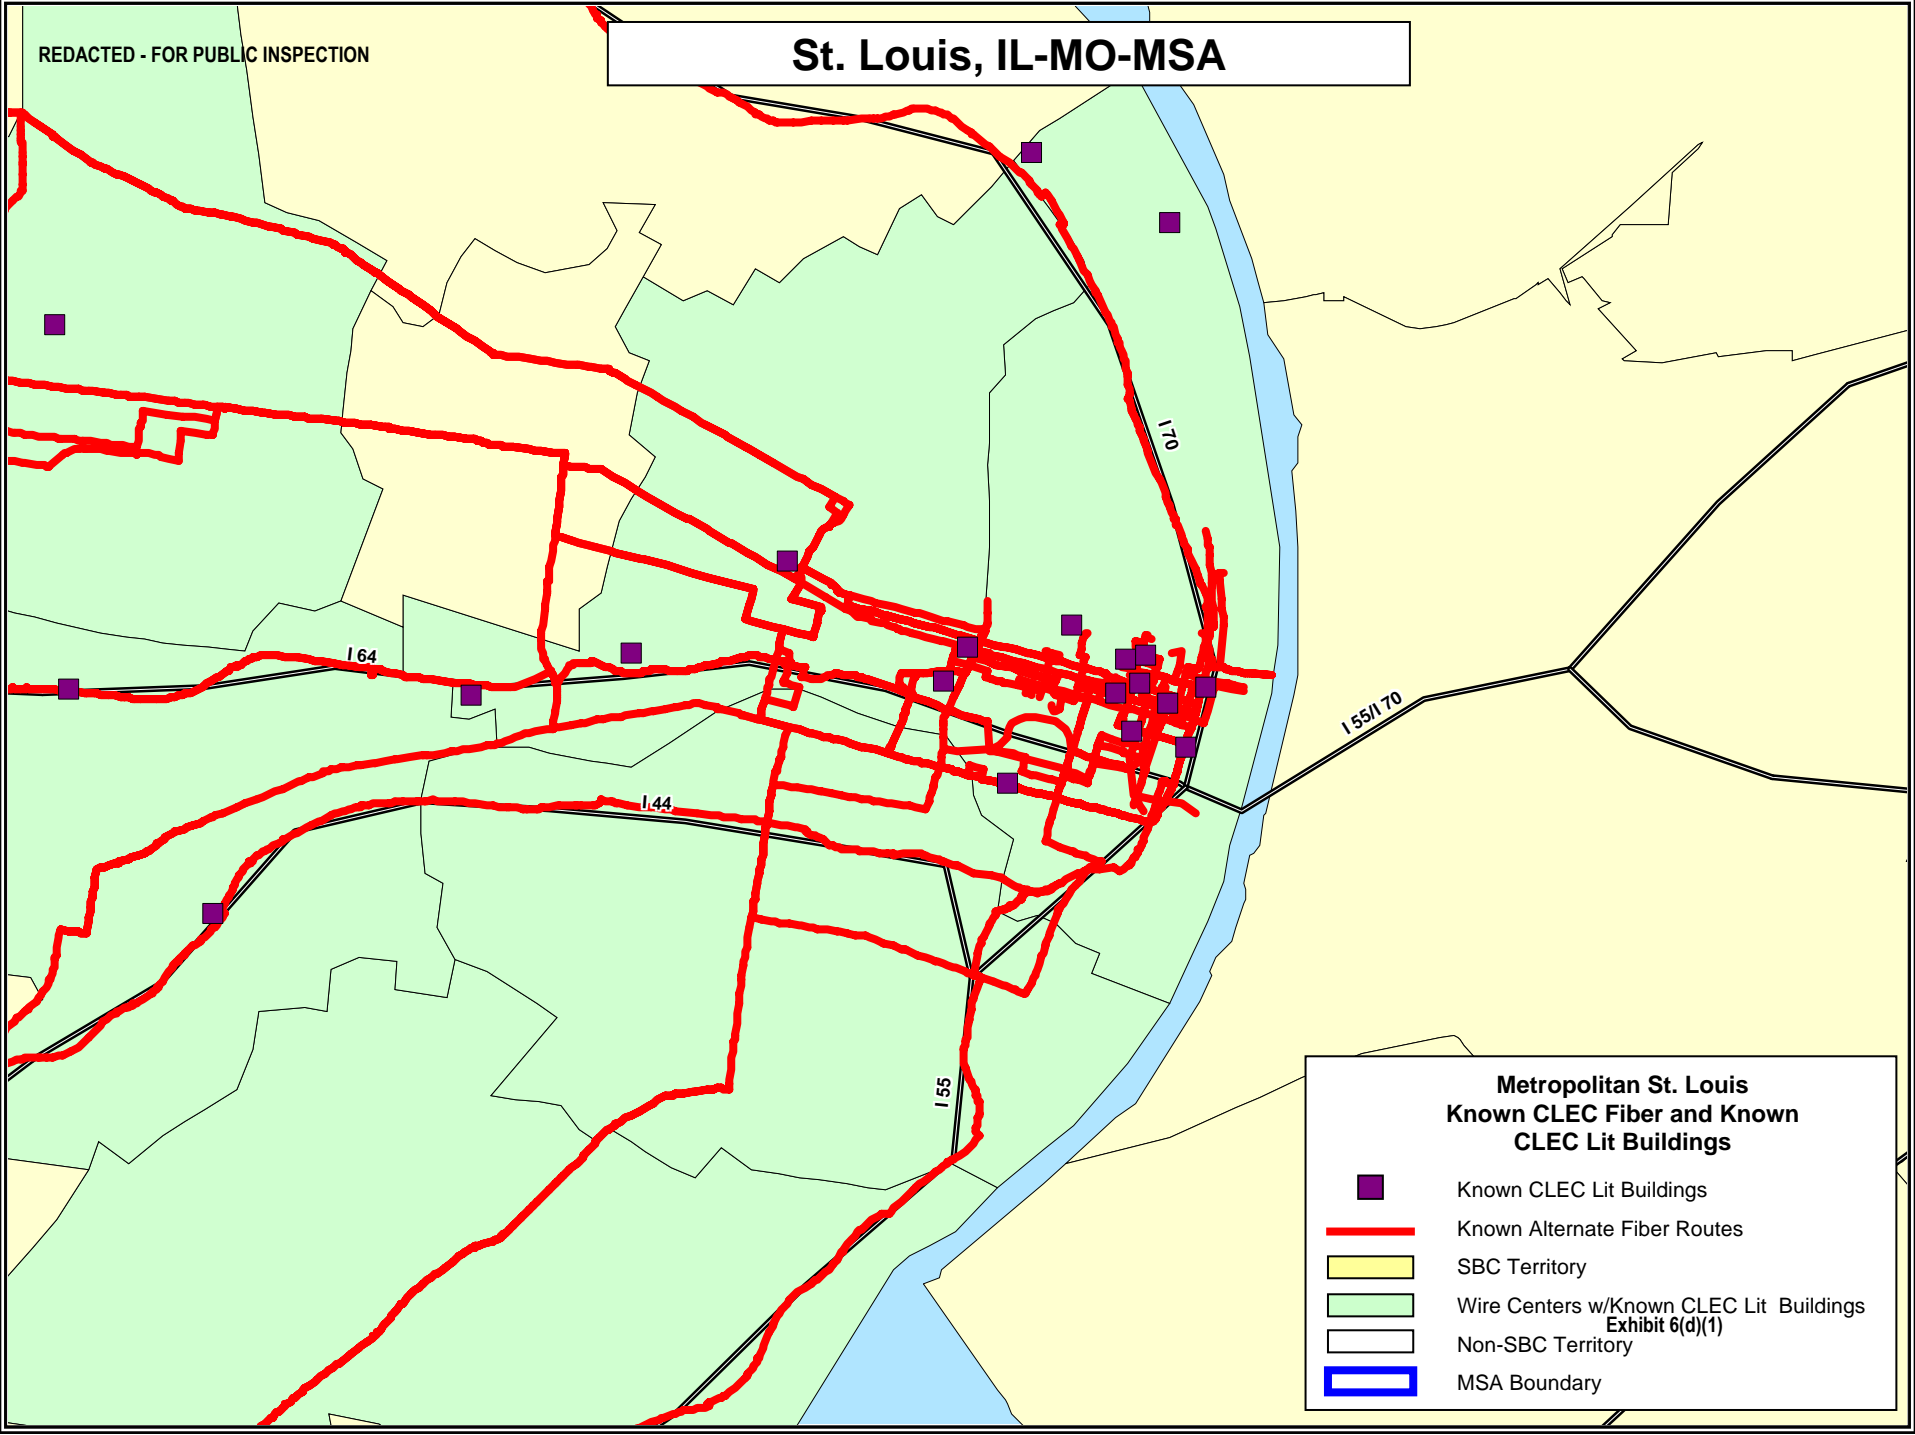 REDACTED - FOR PUBLIC INSPECTION
St. Louis, IL-MO-MSA
I 70
I 64
I 55/I 70
I 44
I 55
Metropolitan St. Louis
Known CLEC Fiber and Known
CLEC Lit Buildings
Known CLEC Lit Buildings
Known Alternate Fiber Routes
SBC Territory
Wire Centers w/Known CLEC Lit Buildings
Exhibit 6(d)(1)
Non-SBC Territory
MSA Boundary